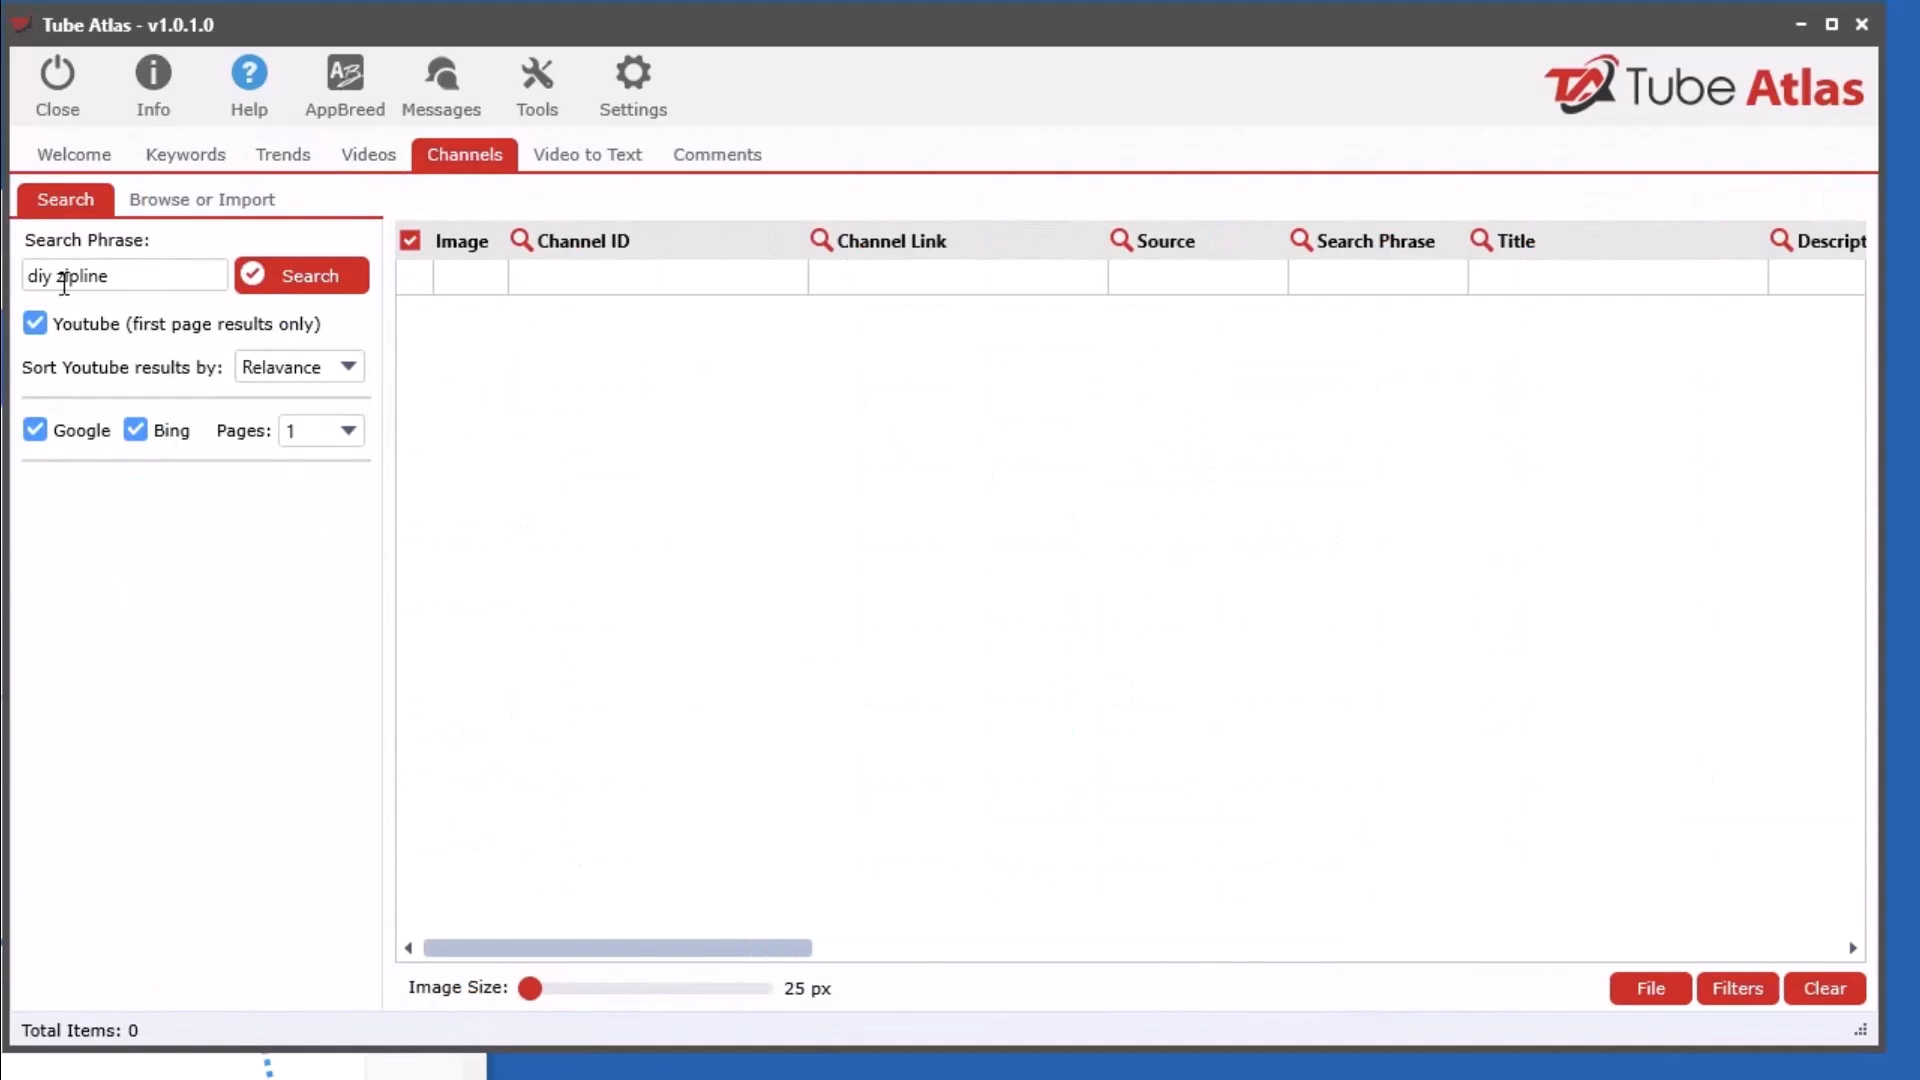 Tube Atlas - v1.0.1.0
Close
Info
Help
AppBreed
Messages
Tools
Settings
Tube Atlas
Welcome
Keywords
Trends
Videos
Channels
Video to Text
Comments
Search
Browse or Import
Search Phrase:
diy zipline
Search
Youtube (first page results only)
Sort Youtube results by:
Relavance
Google
Bing
Pages:
1
Image
Channel ID
Channel Link
Source
Search Phrase
Title
Descript
Image Size:
25 px
File
Filters
Clear
Total Items: 0